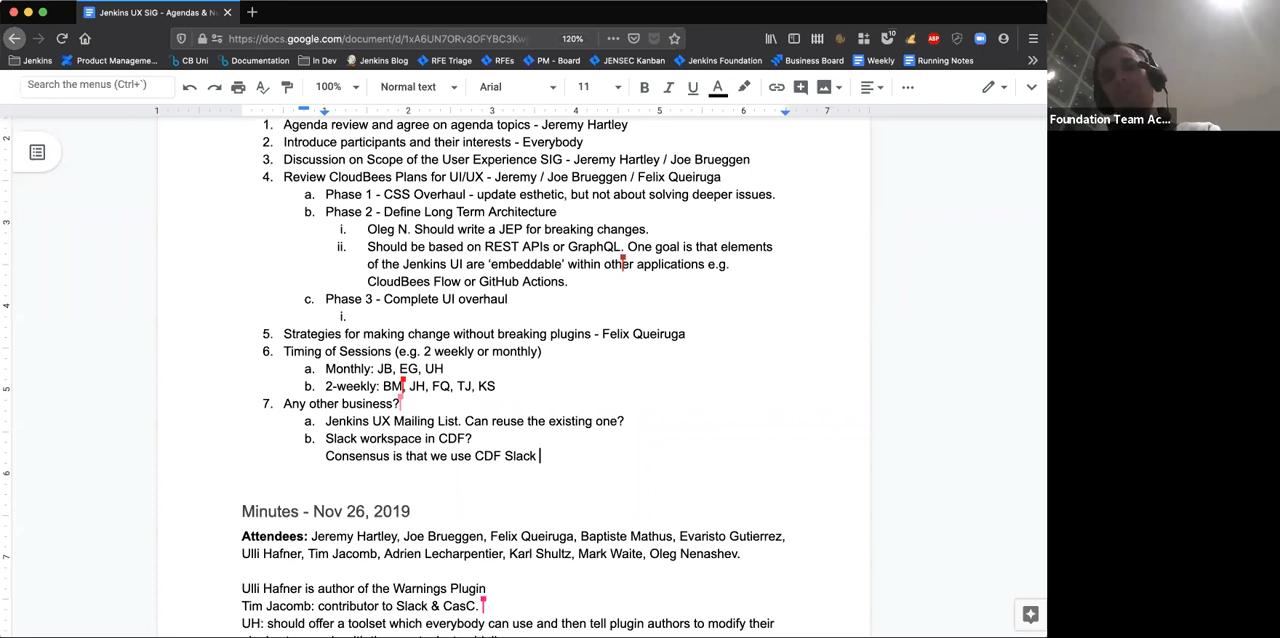 Jenkins UX SIG - Agendas & N
https://docs.google.com/document/d/1xA6UN7ORv3OFYBC3Kw
120%
10
ABP
Jenkins
Product Manageme...
CB Uni
Documentation
In Dev
Jenkins Blog
RFE Triage
RFEs
PM - Board
JENSEC Kanban
Jenkins Foundation
Business Board
Weekly
Running Notes
Search the menus (Ctrl+`)
100%
Normal text
Arial
11
B I U A
1 1 2 3 4 5 6 7
1. Agenda review and agree on agenda topics - Jeremy Hartley
2. Introduce participants and their interests - Everybody
3. Discussion on Scope of the User Experience SIG - Jeremy Hartley / Joe Brueggen
4. Review CloudBees Plans for UI/UX - Jeremy / Joe Brueggen / Felix Queiruga
a. Phase 1 - CSS Overhaul - update esthetic, but not about solving deeper issues.
b. Phase 2 - Define Long Term Architecture
i. Oleg N. Should write a JEP for breaking changes.
ii. Should be based on REST APIs or GraphQL. One goal is that elements
of the Jenkins UI are ‘embeddable’ within other applications e.g.
CloudBees Flow or GitHub Actions.
c. Phase 3 - Complete UI overhaul
i.
5. Strategies for making change without breaking plugins - Felix Queiruga
6. Timing of Sessions (e.g. 2 weekly or monthly)
a. Monthly: JB, EG, UH
b. 2-weekly: BM, JH, FQ, TJ, KS
7. Any other business?
a. Jenkins UX Mailing List. Can reuse the existing one?
b. Slack workspace in CDF?
Consensus is that we use CDF Slack
Minutes - Nov 26, 2019
Attendees: Jeremy Hartley, Joe Brueggen, Felix Queiruga, Baptiste Mathus, Evaristo Gutierrez,
Ulli Hafner, Tim Jacomb, Adrien Lecharpentier, Karl Shultz, Mark Waite, Oleg Nenashev.
Ulli Hafner is author of the Warnings Plugin
Tim Jacomb: contributor to Slack & CasC.
UH: should offer a toolset which everybody can use and then tell plugin authors to modify their
Foundation Team Ac...